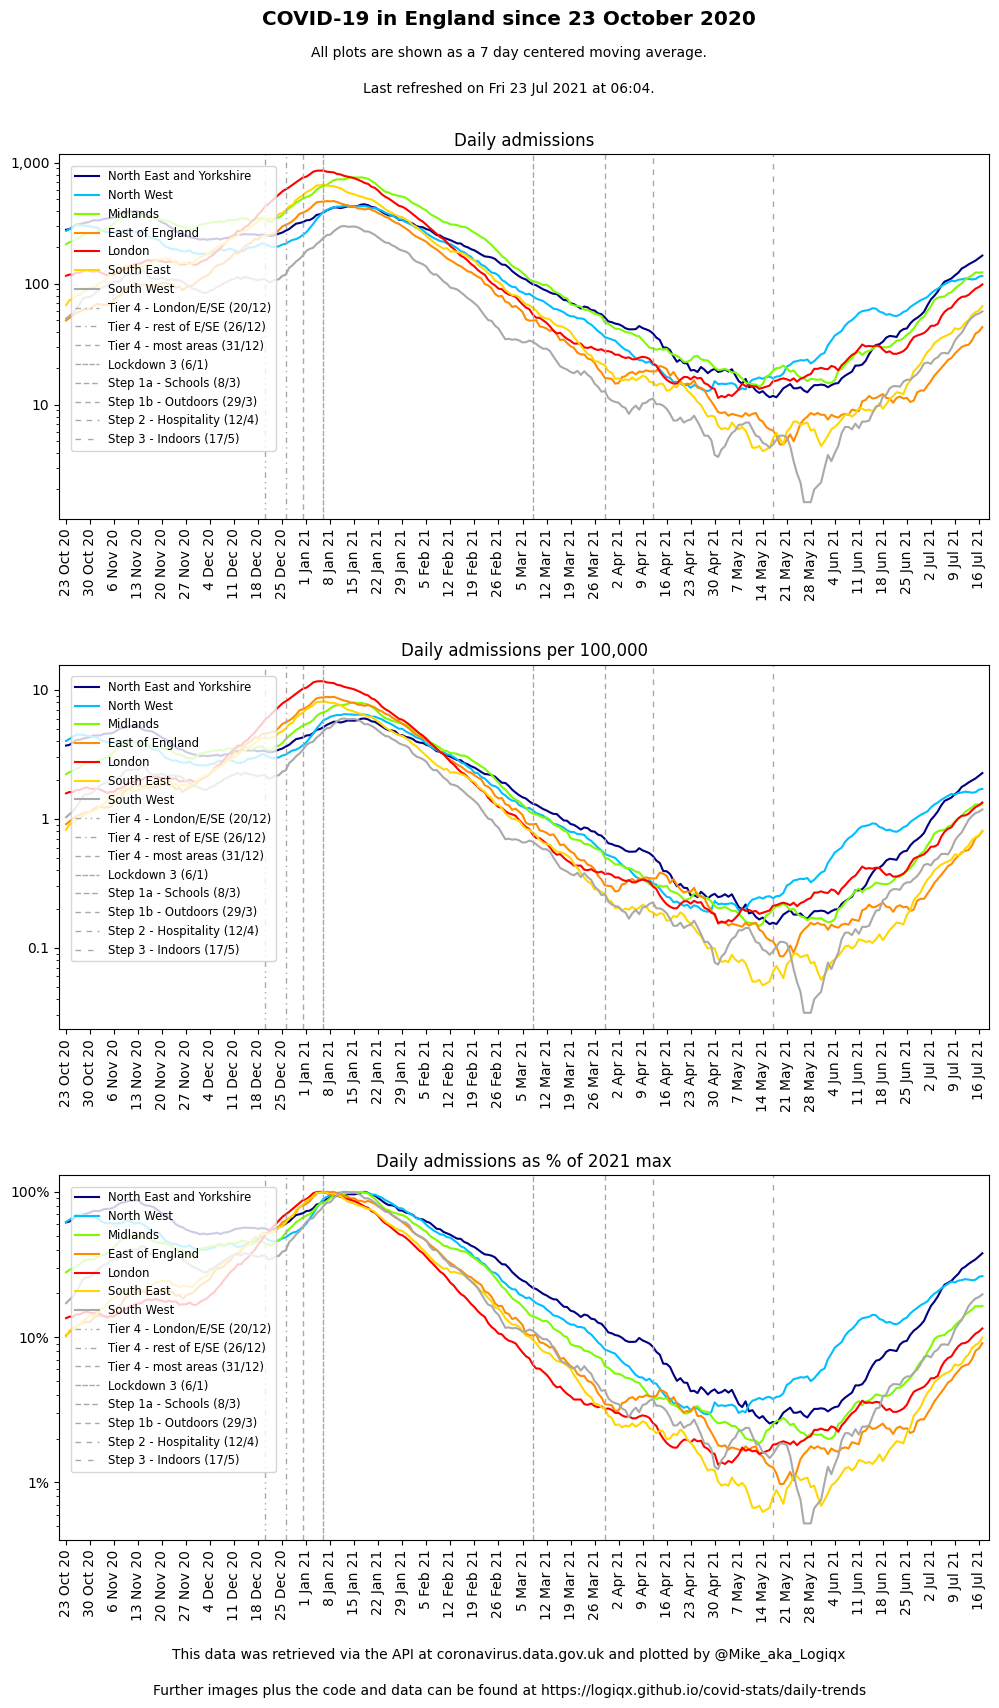 COVID-19 in England since 23 October 2020
All plots are shown as a 7 day centered moving average.
Last refreshed on Fri 23 Jul 2021 at 06:04.
Daily admissions
1,000
100
10
North East and Yorkshire
North West
Midlands
East of England
London
South East
South West
Tier 4 - London/E/SE (20/12)
Tier 4 - rest of E/SE (26/12)
Tier 4 - most areas (31/12)
Lockdown 3 (6/1)
Step 1a - Schools (8/3)
Step 1b - Outdoors (29/3)
Step 2 - Hospitality (12/4)
Step 3 - Indoors (17/5)
23 Oct 20
30 Oct 20
6 Nov 20
13 Nov 20
20 Nov 20
27 Nov 20
4 Dec 20
11 Dec 20
18 Dec 20
25 Dec 20
1 Jan 21
8 Jan 21
15 Jan 21
22 Jan 21
29 Jan 21
5 Feb 21
12 Feb 21
19 Feb 21
26 Feb 21
5 Mar 21
12 Mar 21
19 Mar 21
26 Mar 21
2 Apr 21
9 Apr 21
16 Apr 21
23 Apr 21
30 Apr 21
7 May 21
14 May 21
21 May 21
28 May 21
4 Jun 21
11 Jun 21
18 Jun 21
25 Jun 21
2 Jul 21
9 Jul 21
16 Jul 21
Daily admissions per 100,000
10
1
0.1
North East and Yorkshire
North West
Midlands
East of England
London
South East
South West
Tier 4 - London/E/SE (20/12)
Tier 4 - rest of E/SE (26/12)
Tier 4 - most areas (31/12)
Lockdown 3 (6/1)
Step 1a - Schools (8/3)
Step 1b - Outdoors (29/3)
Step 2 - Hospitality (12/4)
Step 3 - Indoors (17/5)
23 Oct 20
30 Oct 20
6 Nov 20
13 Nov 20
20 Nov 20
27 Nov 20
4 Dec 20
11 Dec 20
18 Dec 20
25 Dec 20
1 Jan 21
8 Jan 21
15 Jan 21
22 Jan 21
29 Jan 21
5 Feb 21
12 Feb 21
19 Feb 21
26 Feb 21
5 Mar 21
12 Mar 21
19 Mar 21
26 Mar 21
2 Apr 21
9 Apr 21
16 Apr 21
23 Apr 21
30 Apr 21
7 May 21
14 May 21
21 May 21
28 May 21
4 Jun 21
11 Jun 21
18 Jun 21
25 Jun 21
2 Jul 21
9 Jul 21
16 Jul 21
Daily admissions as % of 2021 max
100%
10%
1%
North East and Yorkshire
North West
Midlands
East of England
London
South East
South West
Tier 4 - London/E/SE (20/12)
Tier 4 - rest of E/SE (26/12)
Tier 4 - most areas (31/12)
Lockdown 3 (6/1)
Step 1a - Schools (8/3)
Step 1b - Outdoors (29/3)
Step 2 - Hospitality (12/4)
Step 3 - Indoors (17/5)
23 Oct 20
30 Oct 20
6 Nov 20
13 Nov 20
20 Nov 20
27 Nov 20
4 Dec 20
11 Dec 20
18 Dec 20
25 Dec 20
1 Jan 21
8 Jan 21
15 Jan 21
22 Jan 21
29 Jan 21
5 Feb 21
12 Feb 21
19 Feb 21
26 Feb 21
5 Mar 21
12 Mar 21
19 Mar 21
26 Mar 21
2 Apr 21
9 Apr 21
16 Apr 21
23 Apr 21
30 Apr 21
7 May 21
14 May 21
21 May 21
28 May 21
4 Jun 21
11 Jun 21
18 Jun 21
25 Jun 21
2 Jul 21
9 Jul 21
16 Jul 21
This data was retrieved via the API at coronavirus.data.gov.uk and plotted by @Mike_aka_Logiqx
Further images plus the code and data can be found at https://logiqx.github.io/covid-stats/daily-trends